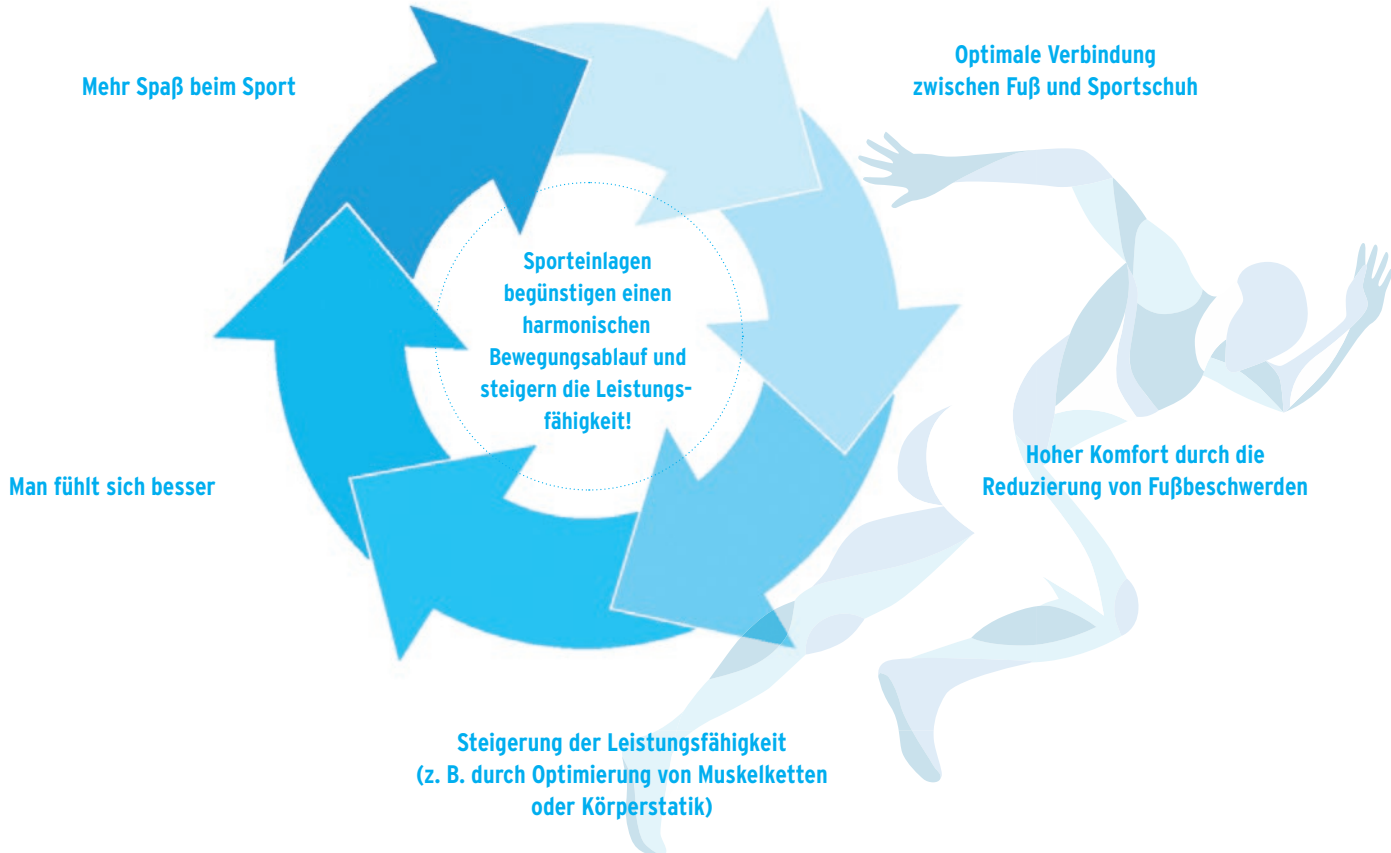 Mehr Spaß beim Sport
Optimale Verbindung
zwischen Fuß und Sportschuh
Sporteinlagen
begünstigen einen
harmonischen
Bewegungsablauf und
steigern die Leistungs-
fähigkeit!
Man fühlt sich besser
Hoher Komfort durch die
Reduzierung von Fußbeschwerden
Steigerung der Leistungsfähigkeit
(z. B. durch Optimierung von Muskelketten
oder Körperstatik)